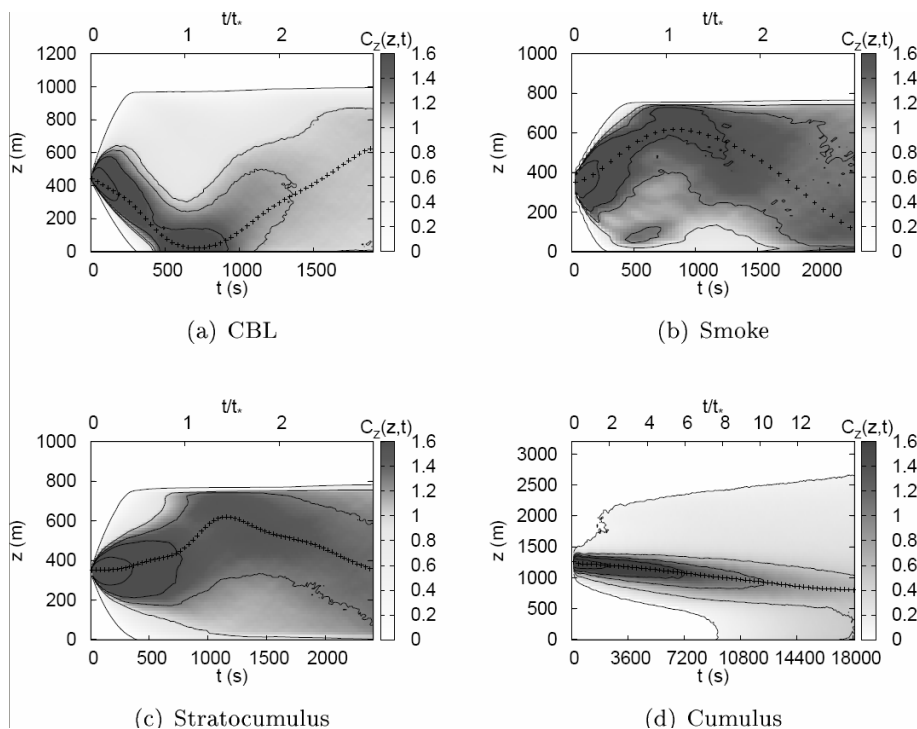 t/t*
0 1 2
C_z(z,t)
1200
1000
800
600
400
200
0
z (m)
1.6
1.4
1.2
1
0.8
0.6
0.4
0.2
0
0 500 1000 1500
t (s)
(a) CBL
t/t*
0 1 2
C_z(z,t)
1000
800
600
400
200
0
z (m)
1.6
1.4
1.2
1
0.8
0.6
0.4
0.2
0
0 500 1000 1500 2000
t (s)
(b) Smoke
t/t*
0 1 2
C_z(z,t)
1000
800
600
400
200
0
z (m)
1.6
1.4
1.2
1
0.8
0.6
0.4
0.2
0
0 500 1000 1500 2000
t (s)
(c) Stratocumulus
t/t*
0 2 4 6 8 10 12
C_z(z,t)
3000
2500
2000
1500
1000
500
0
z (m)
1.6
1.4
1.2
1
0.8
0.6
0.4
0.2
0
0 3600 7200 10800 14400 18000
t (s)
(d) Cumulus